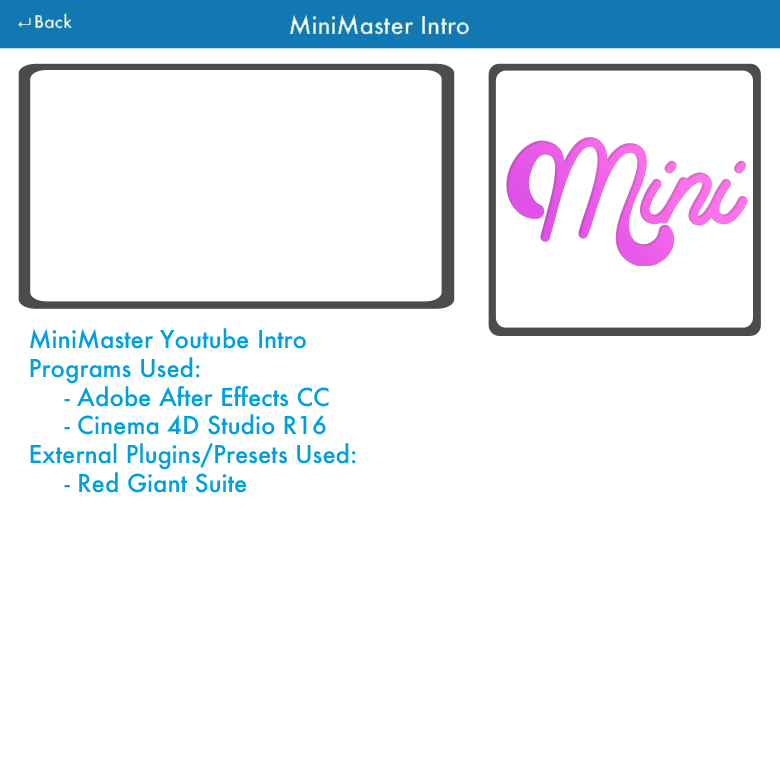 ↵Back
MiniMaster Intro
Mini
MiniMaster Youtube Intro
Programs Used:
- Adobe After Effects CC
- Cinema 4D Studio R16
External Plugins/Presets Used:
- Red Giant Suite